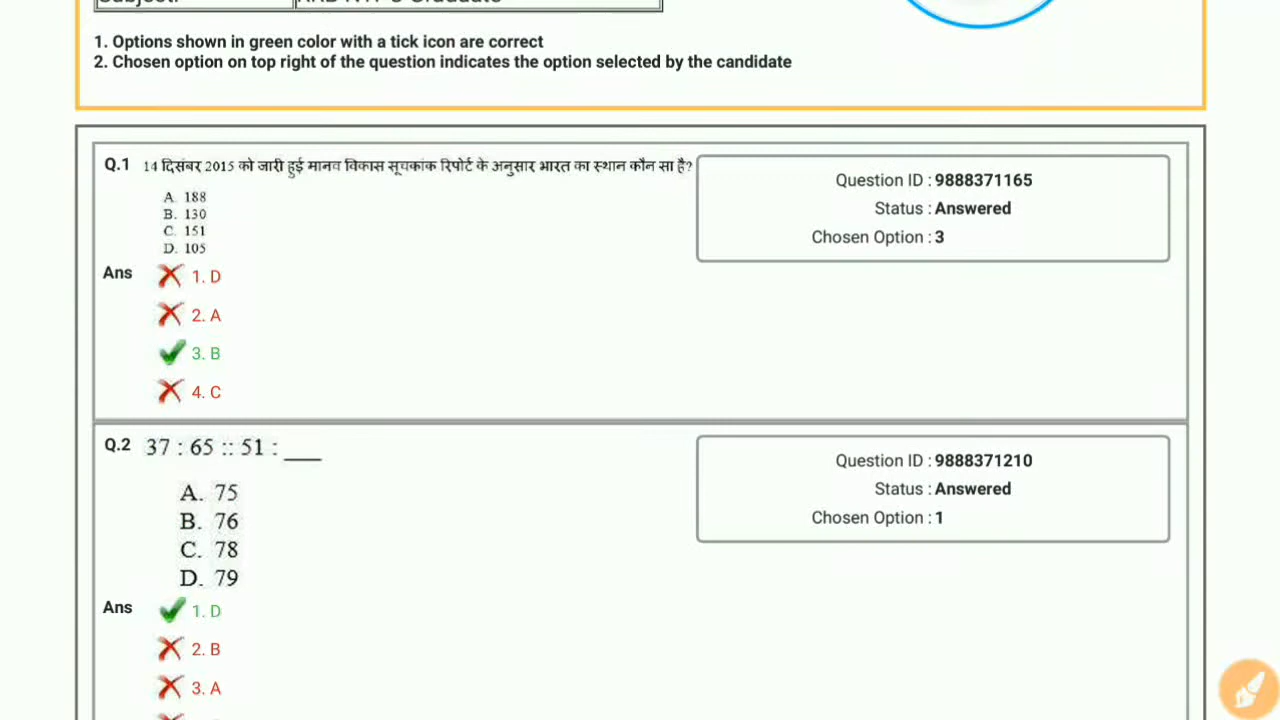 1. Options shown in green color with a tick icon are correct
2. Chosen option on top right of the question indicates the option selected by the candidate
Q.1 14 दिसंबर 2015 को जारी हुई मानव विकास सूचकांक रिपोर्ट के अनुसार भारत का स्थान कौन सा है?
A. 188
B. 130
C. 151
D. 105
Question ID : 9888371165
Status : Answered
Chosen Option : 3
Ans
1. D
2. A
3. B
4. C
Q.2 37 : 65 :: 51 : ___
A. 75
B. 76
C. 78
D. 79
Question ID : 9888371210
Status : Answered
Chosen Option : 1
Ans
1. D
2. B
3. A